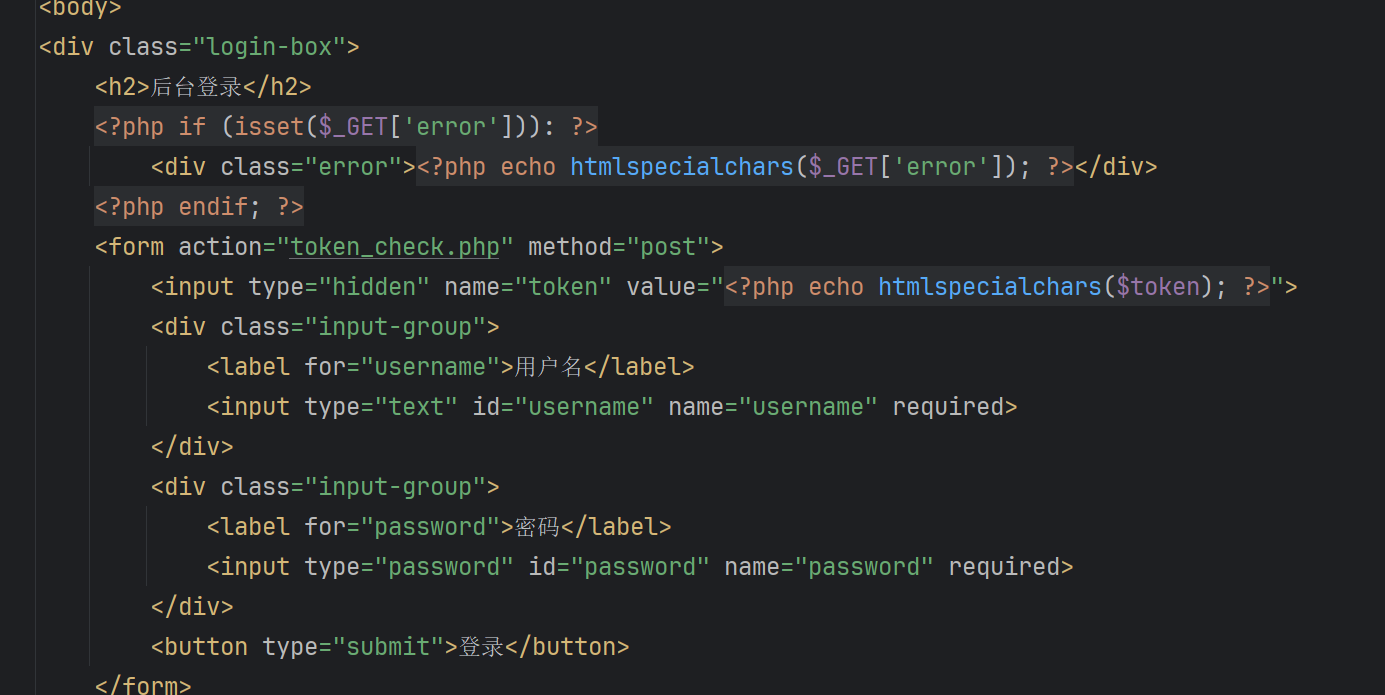 <body>
<div class="login-box">
<h2>后台登录</h2>
<?php if (isset($_GET['error'])): ?>
<div class="error"><?php echo htmlspecialchars($_GET['error']); ?></div>
<?php endif; ?>
<form action="token_check.php" method="post">
<input type="hidden" name="token" value="<?php echo htmlspecialchars($token); ?>">
<div class="input-group">
<label for="username">用户名</label>
<input type="text" id="username" name="username" required>
</div>
<div class="input-group">
<label for="password">密码</label>
<input type="password" id="password" name="password" required>
</div>
<button type="submit">登录</button>
</form>